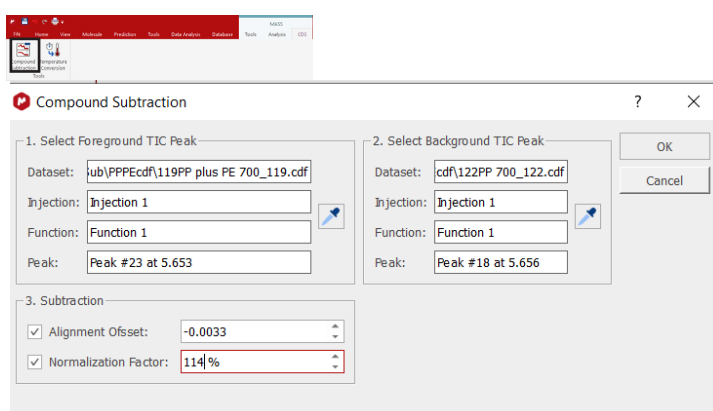 MASS
File Home View Molecule Prediction Tools Data Analysis Database Tools Analysis CDS
Compound Subtraction
Temperature Conversion
Tools
Compound Subtraction ?
1. Select Foreground TIC Peak
Dataset: Sub\PPPEcdf\119PP plus PE 700_119.cdf
Injection: Injection 1
Function: Function 1
Peak: Peak #23 at 5.653
2. Select Background TIC Peak
Dataset: cdf\122PP 700_122.cdf
Injection: Injection 1
Function: Function 1
Peak: Peak #18 at 5.656
OK
Cancel
3. Subtraction
Alignment Ofsset: -0.0033
Normalization Factor: 114 %